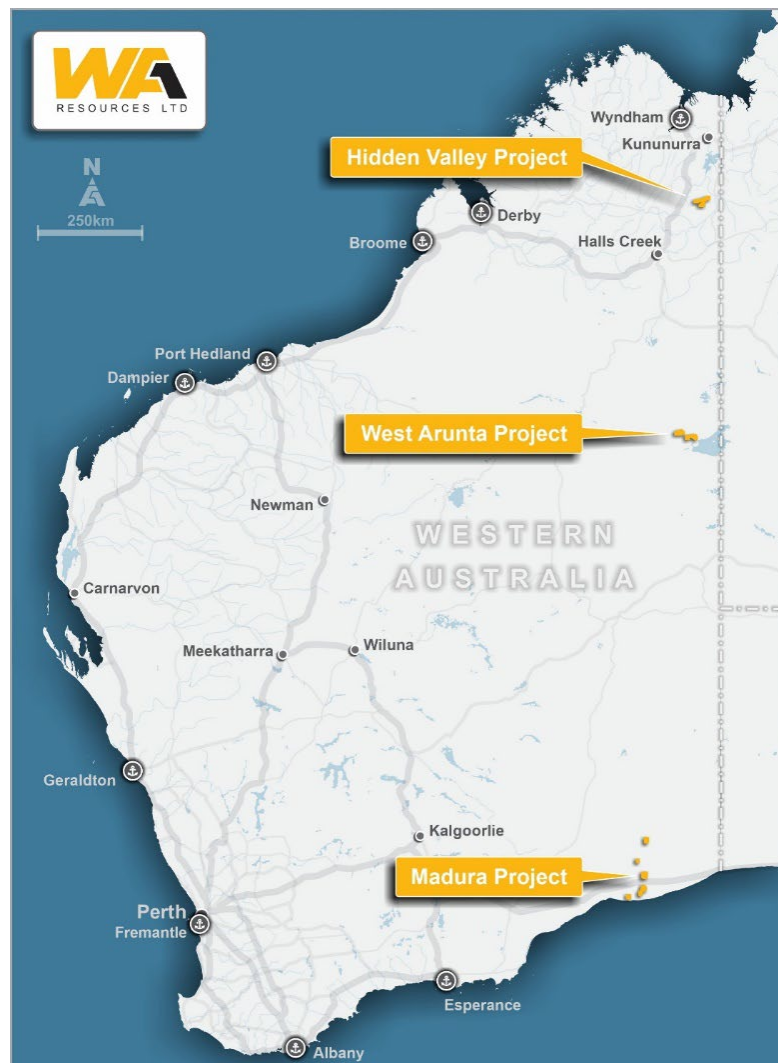 WA
RESOURCES LTD
N
250km
Wyndham
Kununurra
Hidden Valley Project
Derby
Broome
Halls Creek
Port Hedland
Dampier
West Arunta Project
Newman
WESTERN
AUSTRALIA
Carnarvon
Meekatharra
Wiluna
Geraldton
Kalgoorlie
Madura Project
Perth
Fremantle
Esperance
Albany